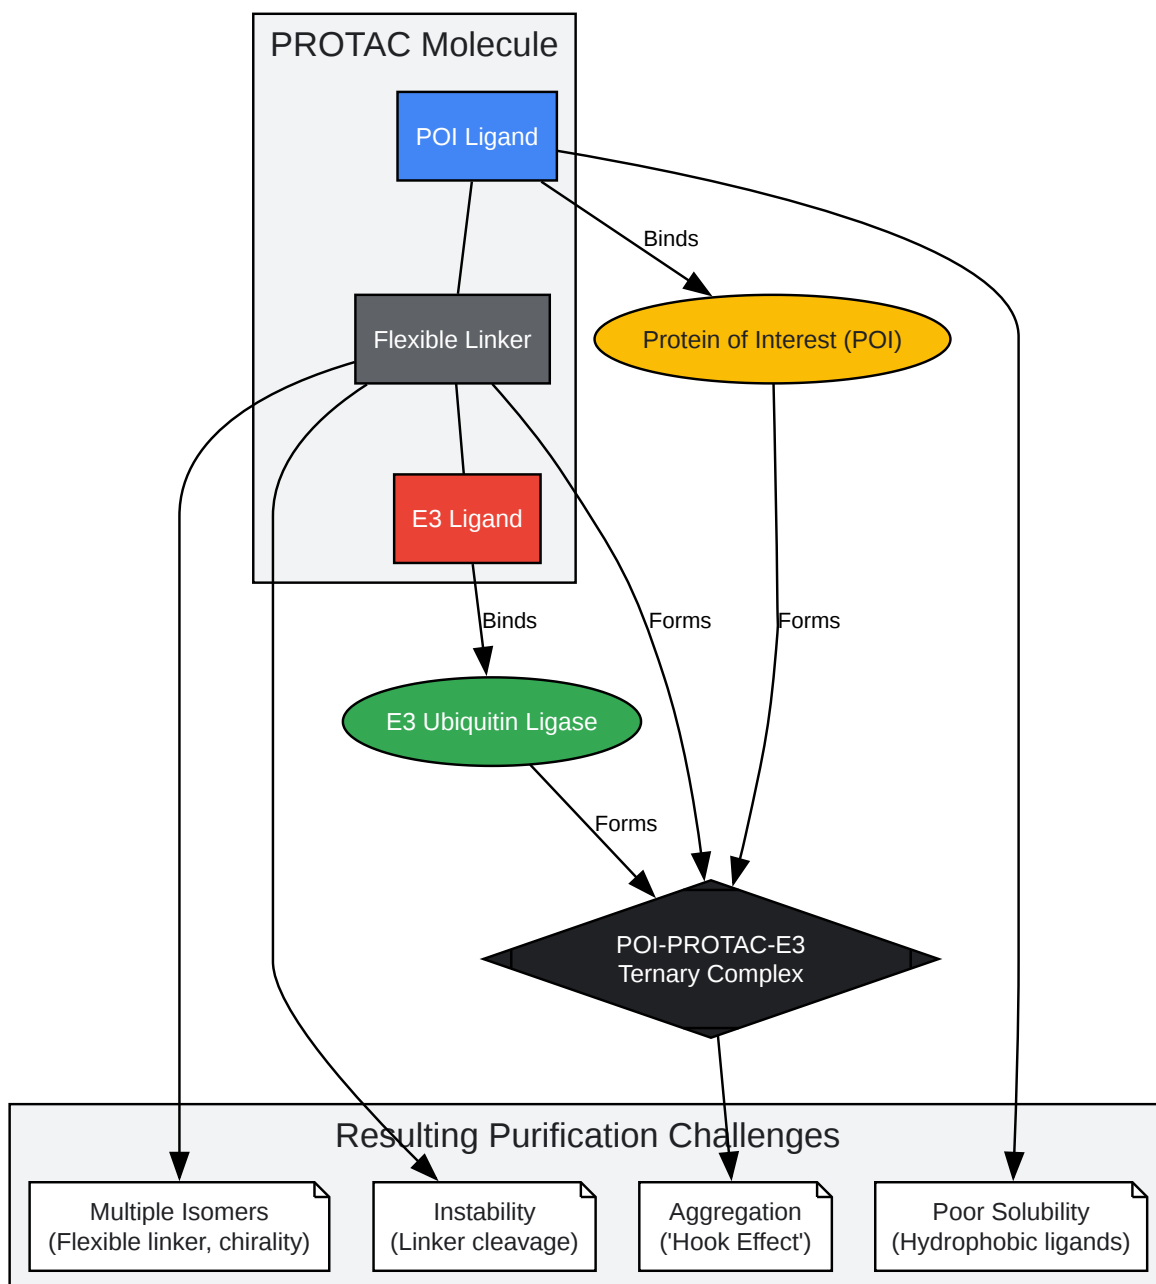 PROTAC Molecule
POI Ligand
Binds
Flexible Linker
Protein of Interest (POI)
E3 Ligand
Binds
Forms
Forms
E3 Ubiquitin Ligase
Forms
POI-PROTAC-E3
Ternary Complex
Resulting Purification Challenges
Multiple Isomers
(Flexible linker, chirality)
Instability
(Linker cleavage)
Aggregation
('Hook Effect')
Poor Solubility
(Hydrophobic ligands)